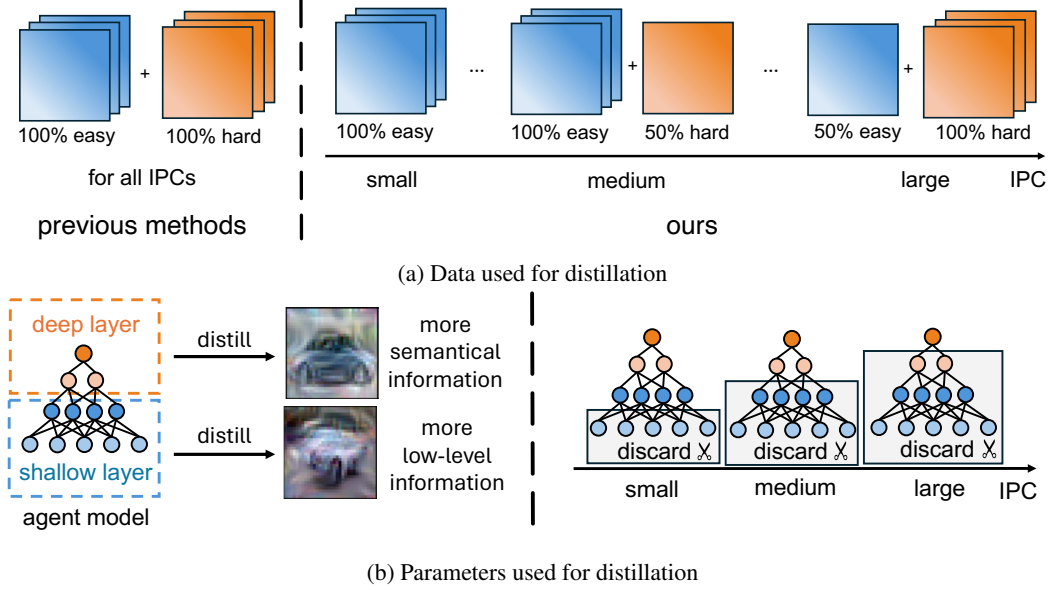 +
100% easy
100% hard
for all IPCs
previous methods
... + ... +
100% easy
100% easy
50% hard
50% easy
100% hard
small
medium
large
IPC
ours
(a) Data used for distillation
deep layer
shallow layer
agent model
distill
more
semantical
information
distill
more
low-level
information
discard
discard
discard
small
medium
large
IPC
(b) Parameters used for distillation